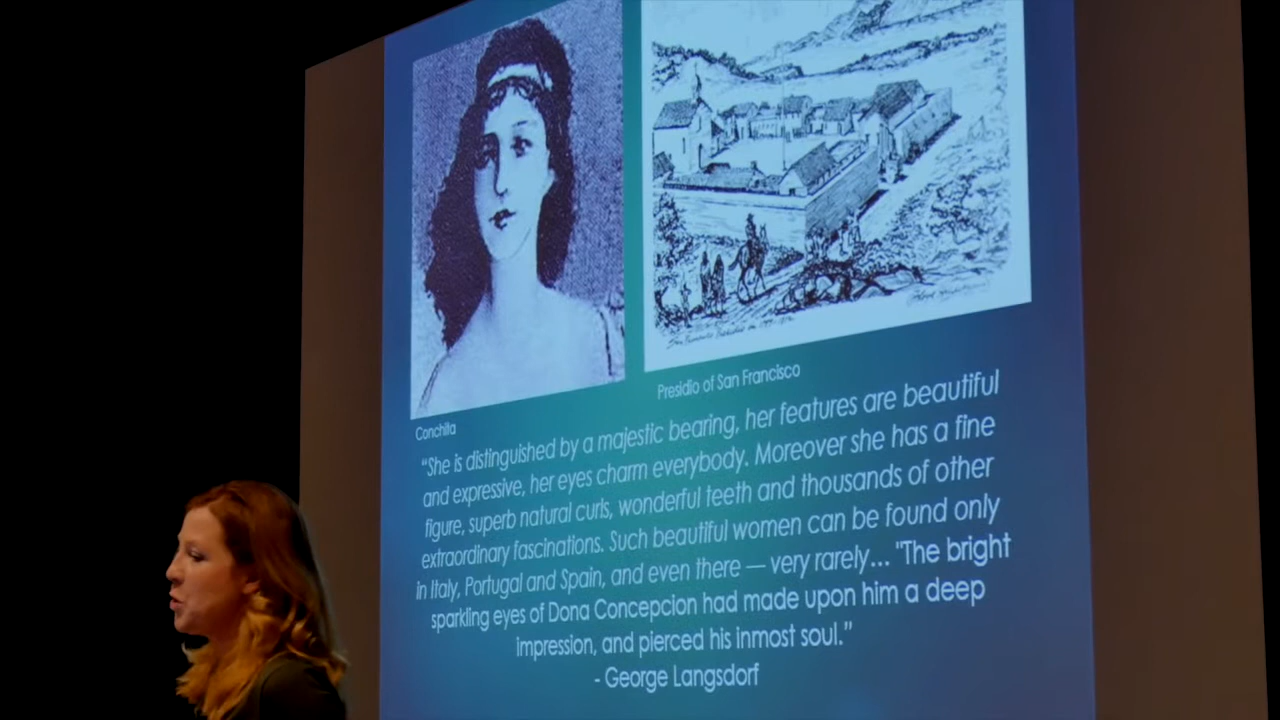 Conchita
Presidio of San Francisco
“She is distinguished by a majestic bearing, her features are beautiful
and expressive, her eyes charm everybody. Moreover she has a fine
figure, superb natural curls, wonderful teeth and thousands of other
extraordinary fascinations. Such beautiful women can be found only
in Italy, Portugal and Spain, and even there — very rarely... "The bright
sparkling eyes of Dona Concepcion had made upon him a deep
impression, and pierced his inmost soul.”
- George Langsdorf